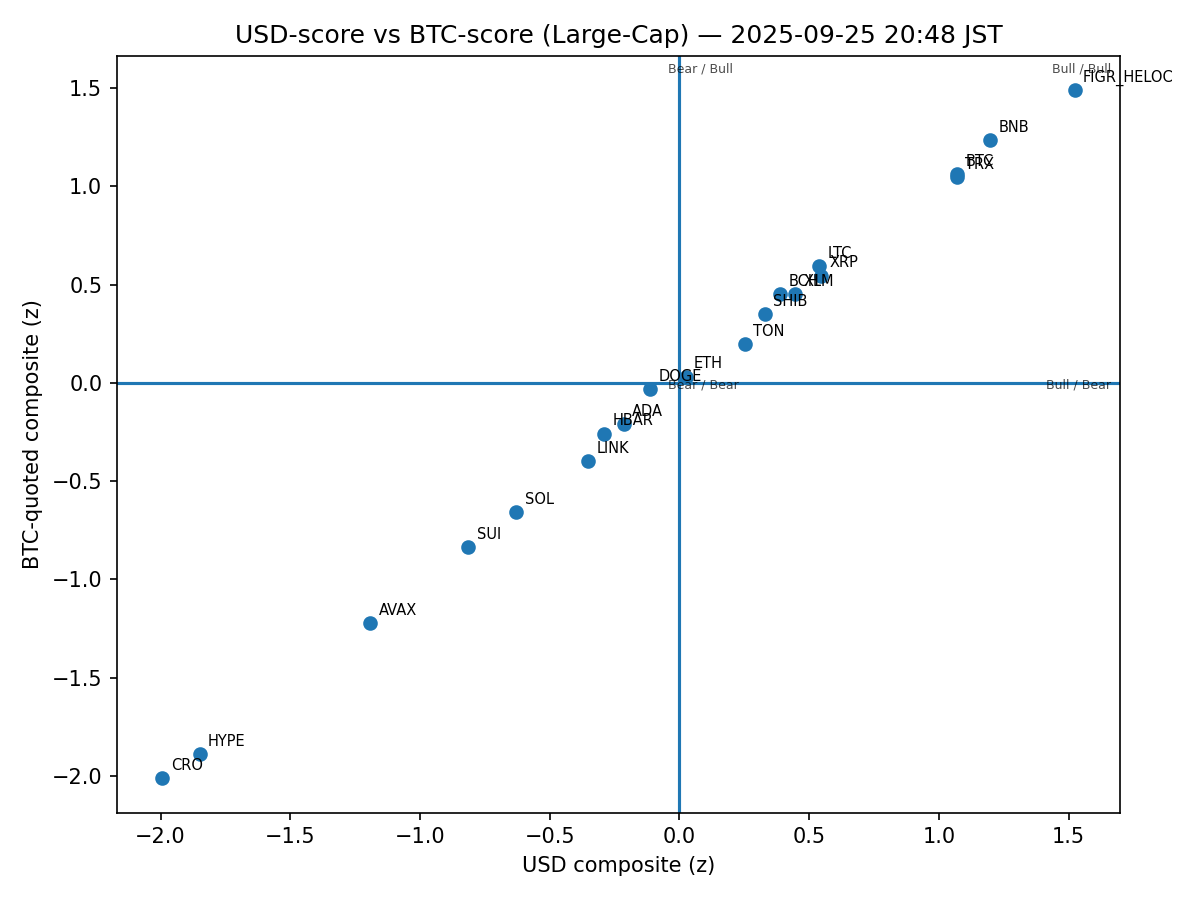 USD-score vs BTC-score (Large-Cap) — 2025-09-25 20:48 JST
Bear / Bull
Bull / Bull
FIGR_HELOC
BNB
BTC
TRX
LTC
XRP
BCH
XLM
SHIB
TON
ETH
DOGE
Bear / Bear
Bull / Bear
ADA
HBAR
LINK
SOL
SUI
AVAX
HYPE
CRO
BTC-quoted composite (z)
1.5
1.0
0.5
0.0
−0.5
−1.0
−1.5
−2.0
−2.0
−1.5
−1.0
−0.5
0.0
0.5
1.0
1.5
USD composite (z)